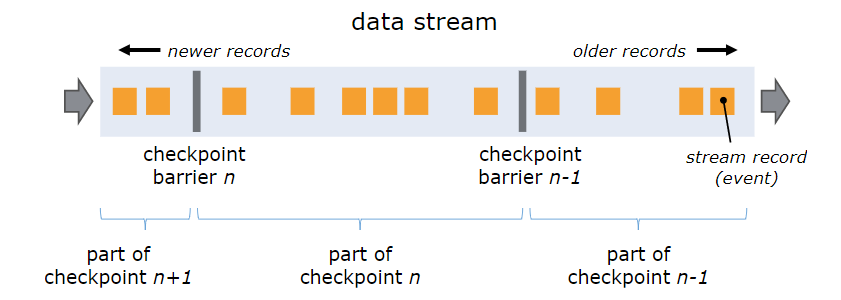 data stream
newer records
older records
checkpoint
barrier n
checkpoint
barrier n-1
stream record
(event)
part of
checkpoint n+1
part of
checkpoint n
part of
checkpoint n-1